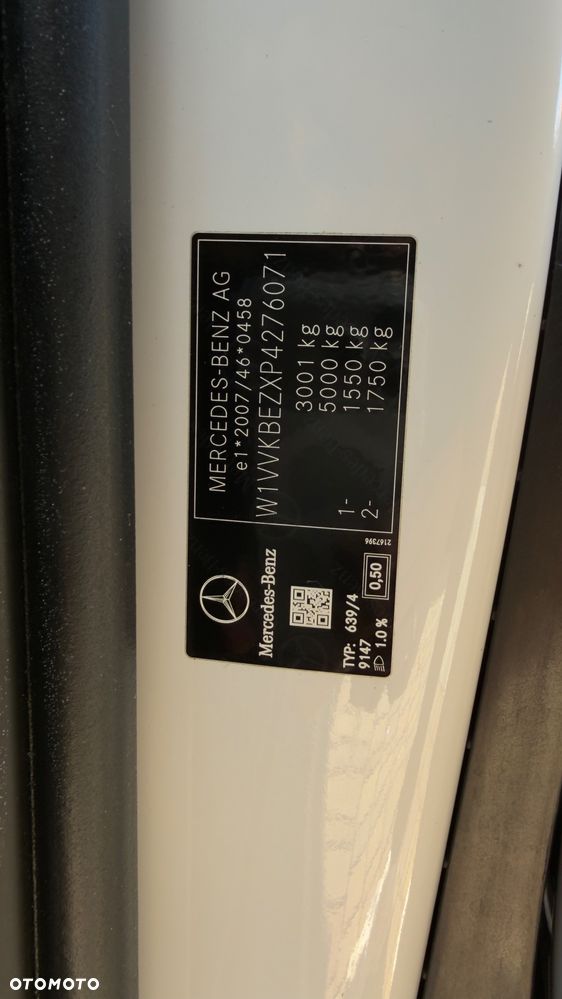 MERCEDES-BENZ AG
e1*2007/46*0458
W1VVKBEZXP4276071
3001 kg
5000 kg
1- 1550 kg
2- 1750 kg
2167396
Mercedes-Benz
TYP: 639/4
9147
0,50
1.0 %
OTOMOTO